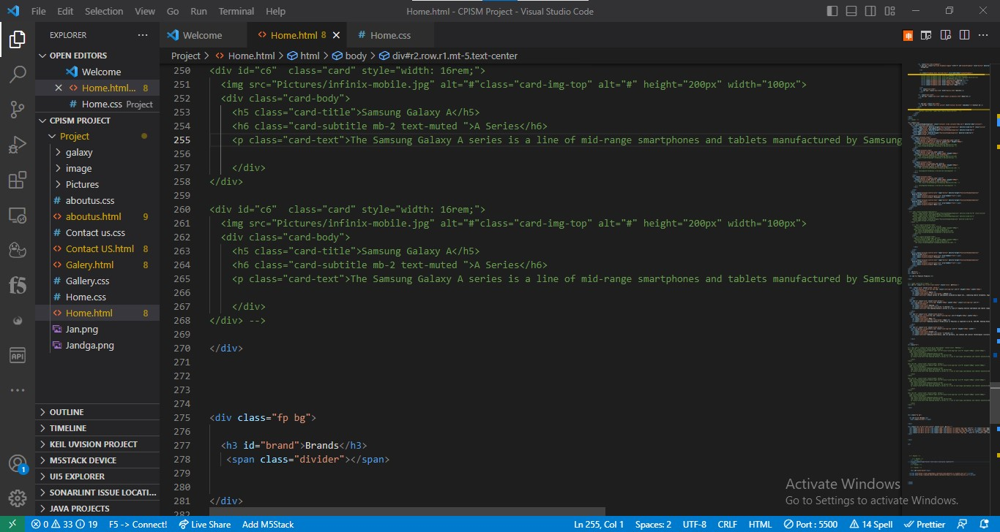 File Edit Selection View Go Run Terminal Help Home.html - CPISM Project - Visual Studio Code
EXPLORER
OPEN EDITORS
Welcome
Home.html... 8
Home.css Project
CPISM PROJECT
Project
galaxy
image
Pictures
aboutus.css
aboutus.html 9
Contact us.css
Contact US.html 8
Galery.html 8
Gallery.css
Home.css
Home.html 8
Jan.png
Jandga.png
OUTLINE
TIMELINE
KEIL UVISION PROJECT
M5STACK DEVICE
UI5 EXPLORER
SONARLINT ISSUE LOCATI...
JAVA PROJECTS
f5
API
1
Welcome Home.html 8 Home.css
Project > Home.html > html > body > div#r2.row.r1.mt-5.text-center
250 <div id="c6"  class="card" style="width: 16rem;">
251 <img src="Pictures/infinix-mobile.jpg" alt="#"class="card-img-top" alt="#" height="200px" width="100px">
252 <div class="card-body">
253 <h5 class="card-title">Samsung Galaxy A</h5>
254 <h6 class="card-subtitle mb-2 text-muted ">A Series</h6>
255 <p class="card-text">The Samsung Galaxy A series is a line of mid-range smartphones and tablets manufactured by Samsung
256
257 </div>
258 </div>
259
260 <div id="c6"  class="card" style="width: 16rem;">
261 <img src="Pictures/infinix-mobile.jpg" alt="#"class="card-img-top" alt="#" height="200px" width="100px">
262 <div class="card-body">
263 <h5 class="card-title">Samsung Galaxy A</h5>
264 <h6 class="card-subtitle mb-2 text-muted ">A Series</h6>
265 <p class="card-text">The Samsung Galaxy A series is a line of mid-range smartphones and tablets manufactured by Samsung
266
267 </div>
268 </div> -->
269
270 </div>
271
272
273
274
275 <div class="fp bg">
276
277 <h3 id="brand">Brands</h3>
278 <span class="divider"></span>
279
280
281 </div>
282
Activate Windows
Go to Settings to activate Windows.
0 33 19 F5 -> Connect! Live Share Add M5Stack Ln 255, Col 1 Spaces: 2 UTF-8 CRLF HTML Port : 5500 14 Spell Prettier